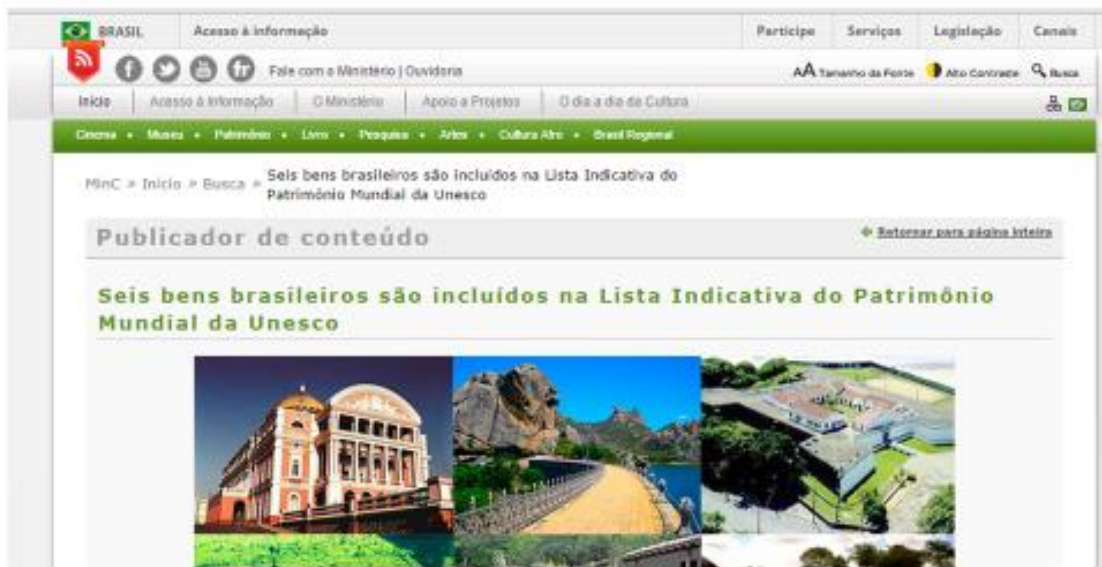 BRASIL Acesso à informação Participe Serviços Legislação Canais
Fale com o Ministério | Ouvidoria AA Tamanho da Fonte Alto Contraste Busca
Início Acesso à Informação O Ministério Apoio a Projetos O dia a dia da Cultura
Cinema • Museu • Patrimônio • Livro • Pesquisa • Artes • Cultura Afro • Brasil Regional
MinC » Início » Busca » Seis bens brasileiros são incluídos na Lista Indicativa do
Patrimônio Mundial da Unesco
Publicador de conteúdo Retornar para página inteira
Seis bens brasileiros são incluídos na Lista Indicativa do Patrimônio
Mundial da Unesco